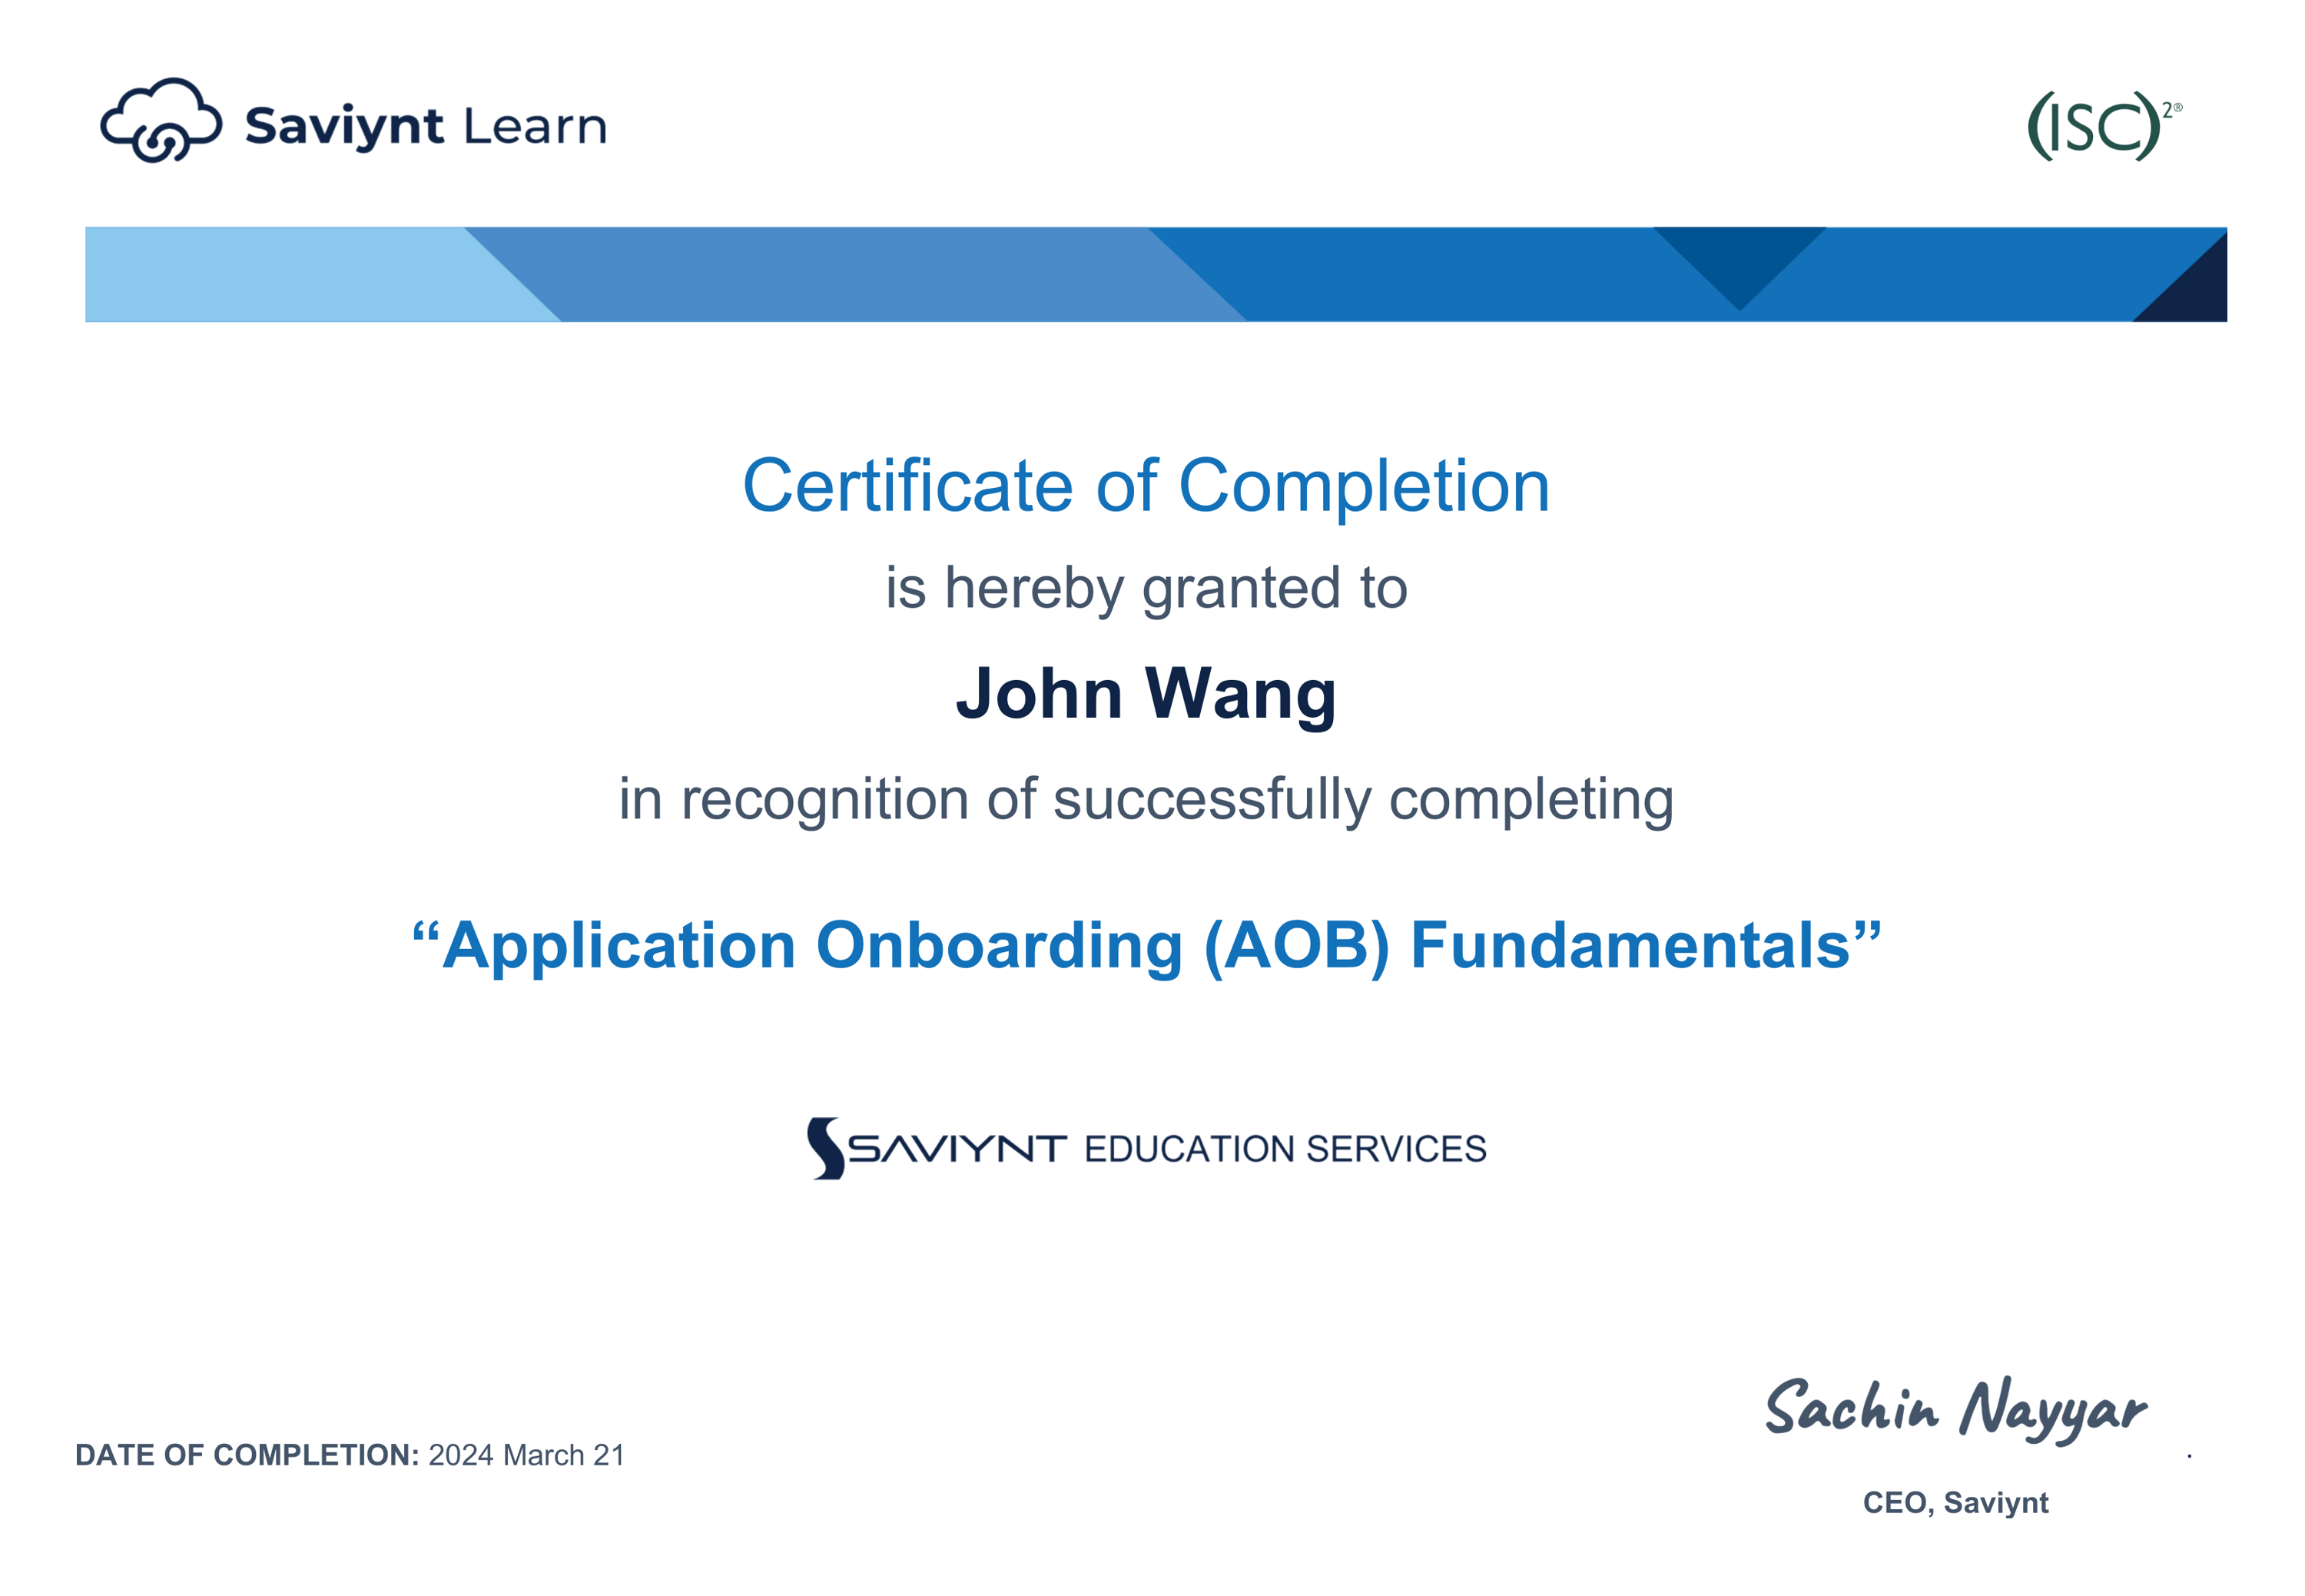 Saviynt Learn
(ISC)²®
Certificate of Completion
is hereby granted to
John Wang
in recognition of successfully completing
“Application Onboarding (AOB) Fundamentals”
SAVIYNT EDUCATION SERVICES
Sachin Nayyar
DATE OF COMPLETION: 2024 March 21
.
CEO, Saviynt